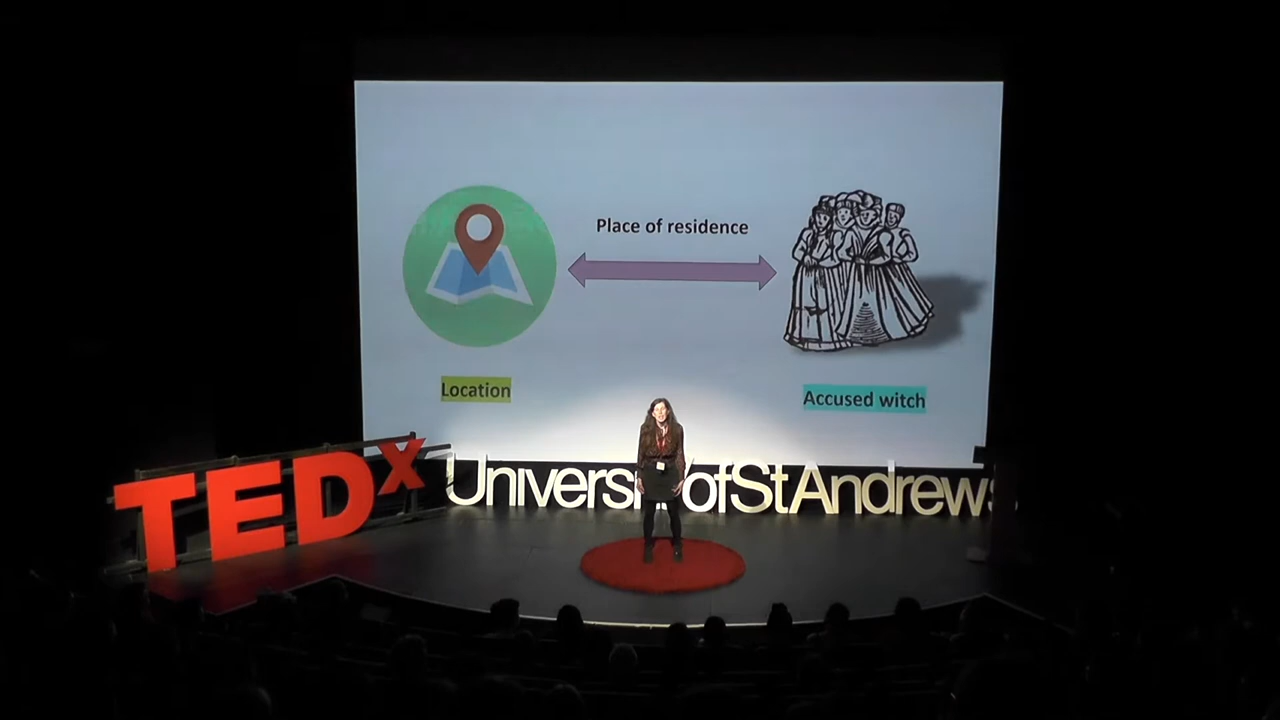 Place of residence
Location
Accused witch
TEDx
UniversityofStAndrews